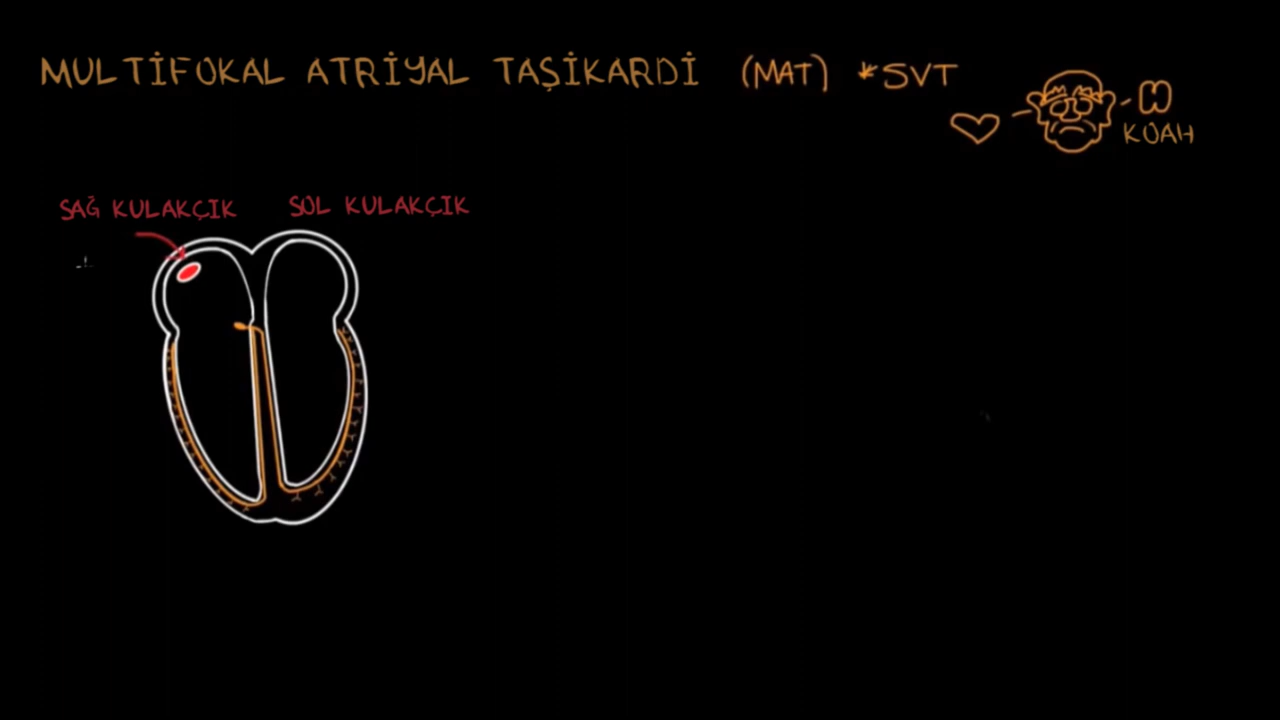 MULTİFOKAL ATRİYAL TAŞİKARDİ (MAT) *SVT
KOAH
SAĞ KULAKÇIK SOL KULAKÇIK